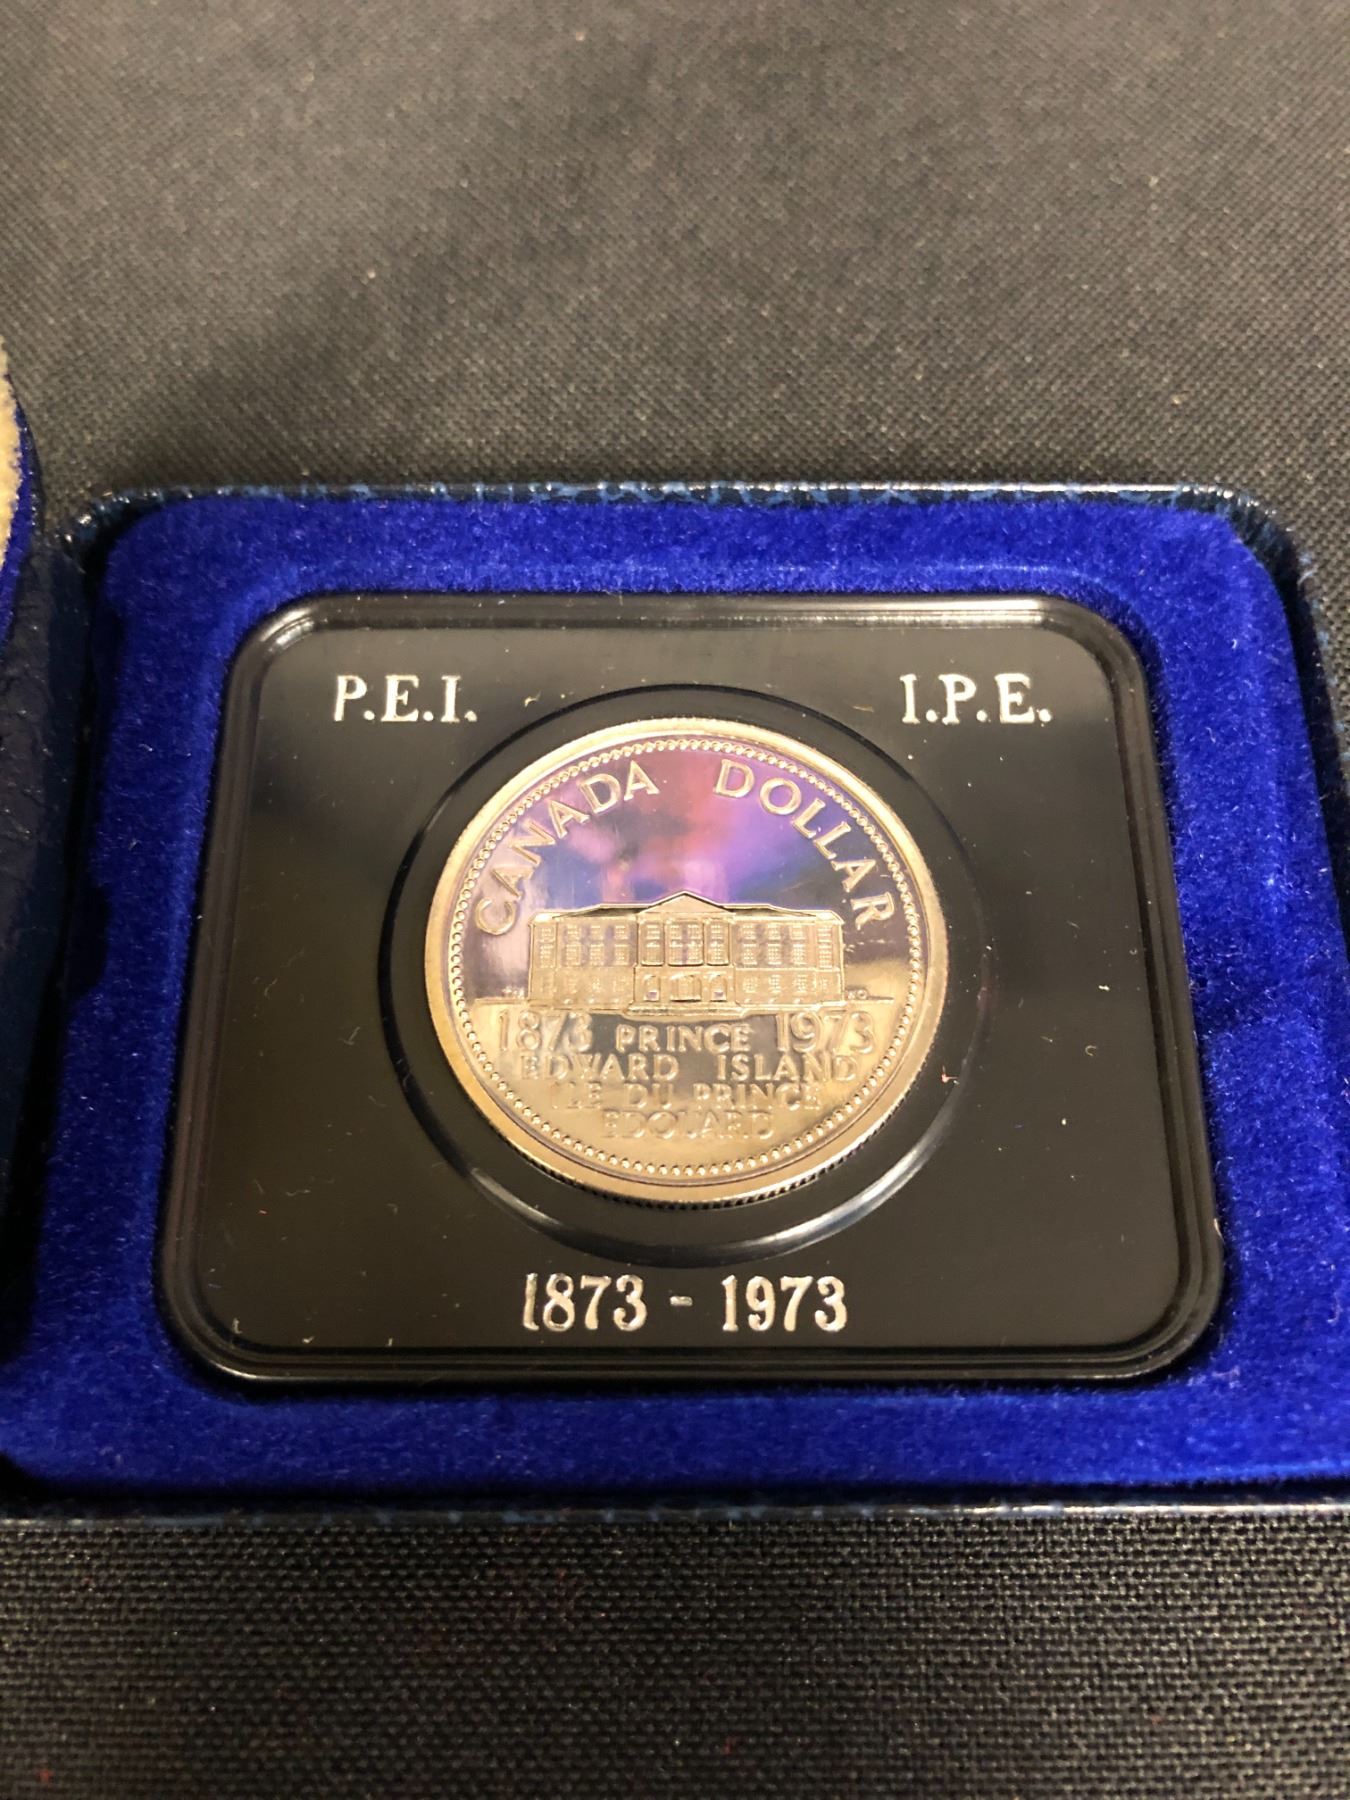 P.E.I. I.P.E.
CANADA DOLLAR
1873 PRINCE 1973
EDWARD ISLAND
ILE DU PRINCE
EDOUARD
1873 - 1973